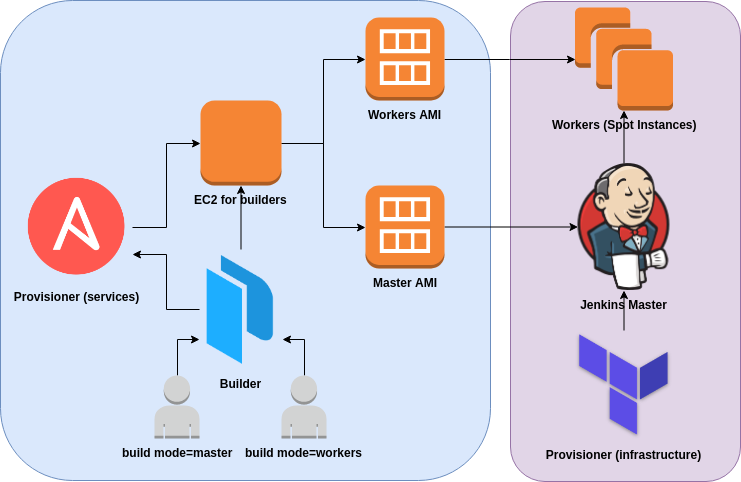 Workers AMI
Workers (Spot Instances)
EC2 for builders
Provisioner (services)
Master AMI
Jenkins Master
Builder
build mode=master
build mode=workers
Provisioner (infrastructure)